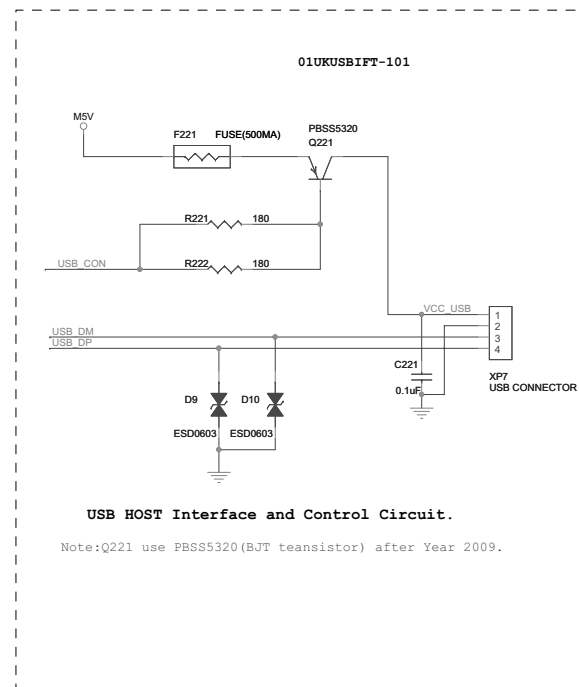 01UKUSBIFT-101
M5V
F221 FUSE(500MA)
PBSS5320
Q221
R221 180
USB_CON
R222 180
VCC_USB
1
2
3
4
USB_DM
USB_DP
C221
0.1uF
XP7
USB CONNECTOR
D9 D10
ESD0603 ESD0603
USB HOST Interface and Control Circuit.
Note:Q221 use PBSS5320(BJT teansistor) after Year 2009.